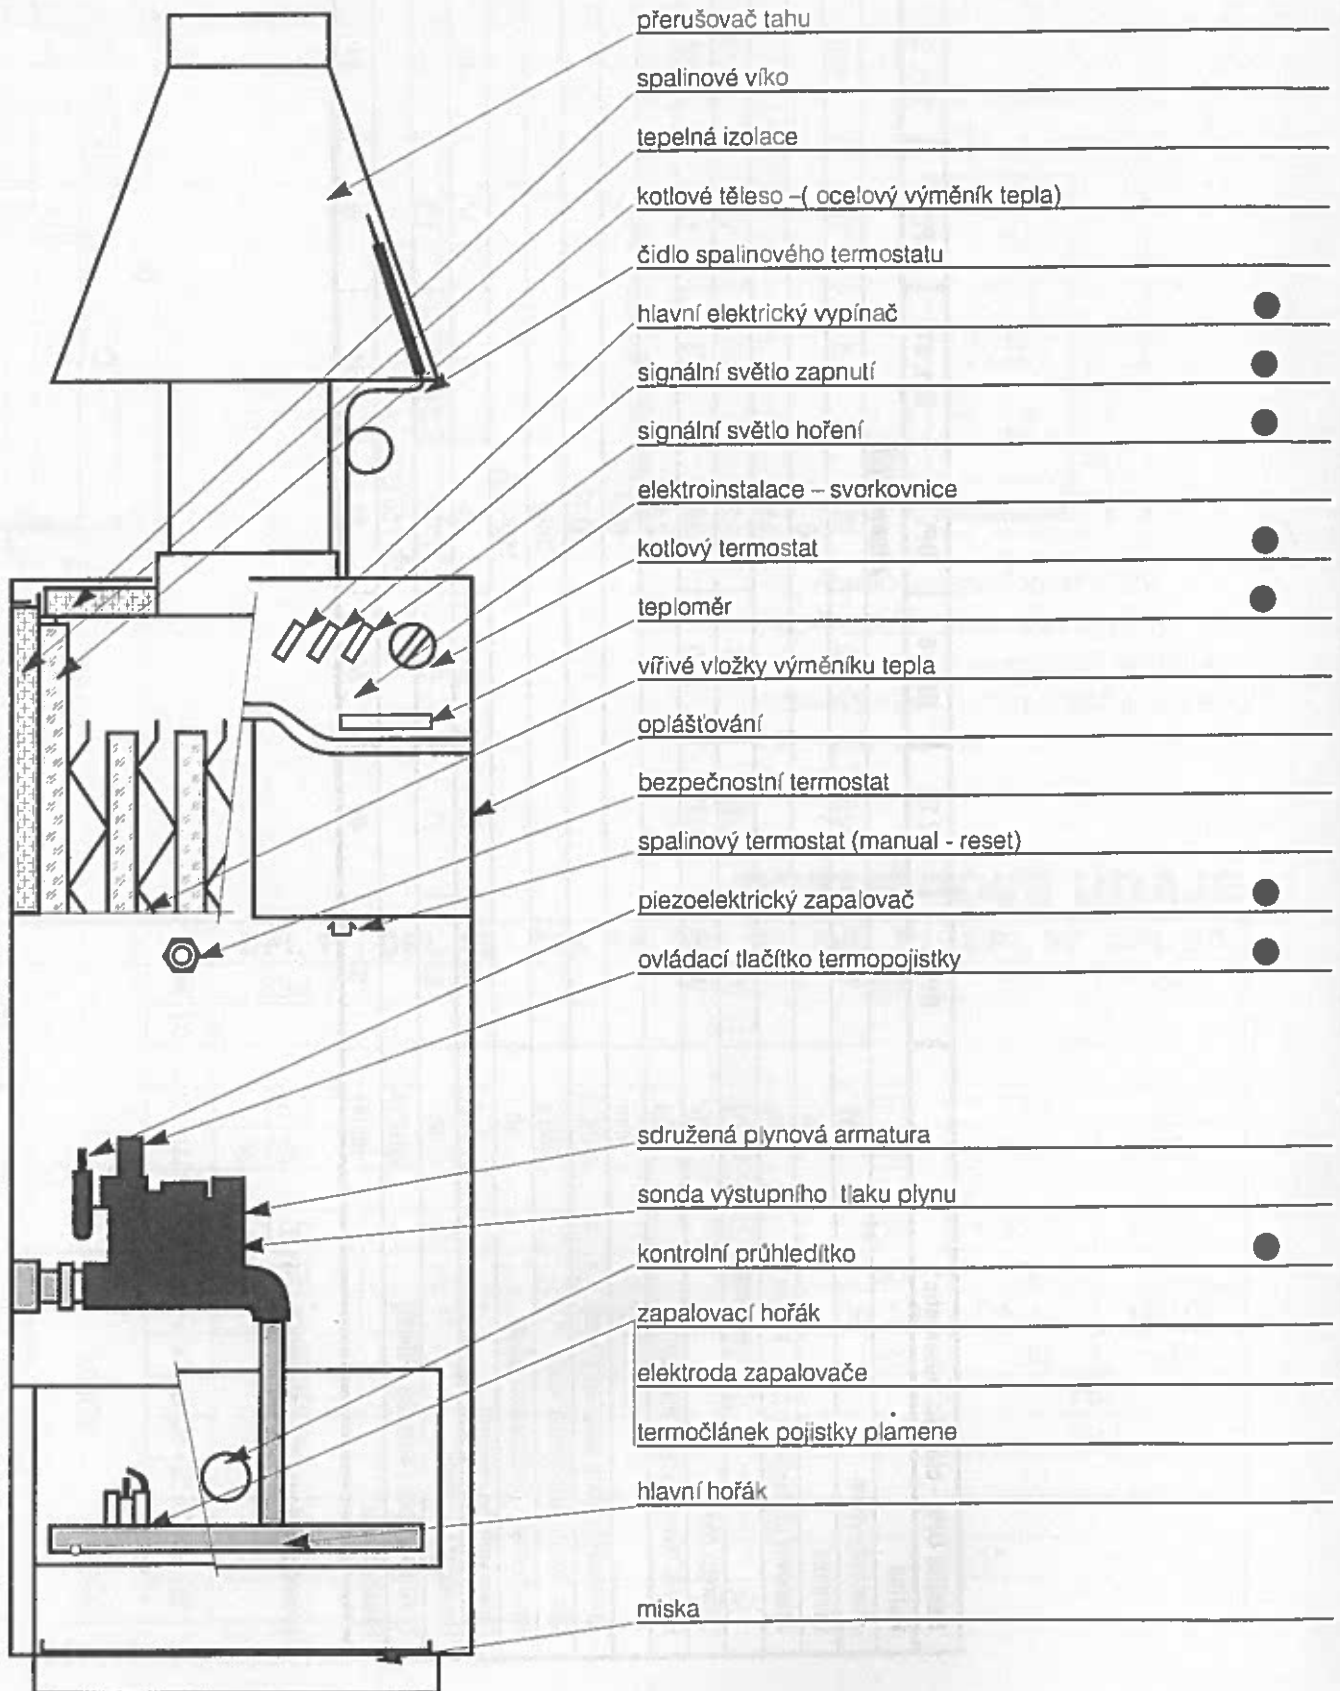 přerušovač tahu
spalinové víko
tepelná izolace
kotlové těleso –( ocelový výměník tepla)
čidlo spalinového termostatu
hlavní elektrický vypínač
signální světlo zapnutí
signální světlo hoření
elektroinstalace – svorkovnice
kotlový termostat
teploměr
vířivé vložky výměníku tepla
oplášťování
bezpečnostní termostat
spalinový termostat (manual - reset)
piezoelektrický zapalovač
ovládací tlačítko termopojistky
sdružená plynová armatura
sonda výstupního tlaku plynu
kontrolní průhledítko
zapalovací hořák
elektroda zapalovače
termočlánek pojistky plamene
hlavní hořák
miska